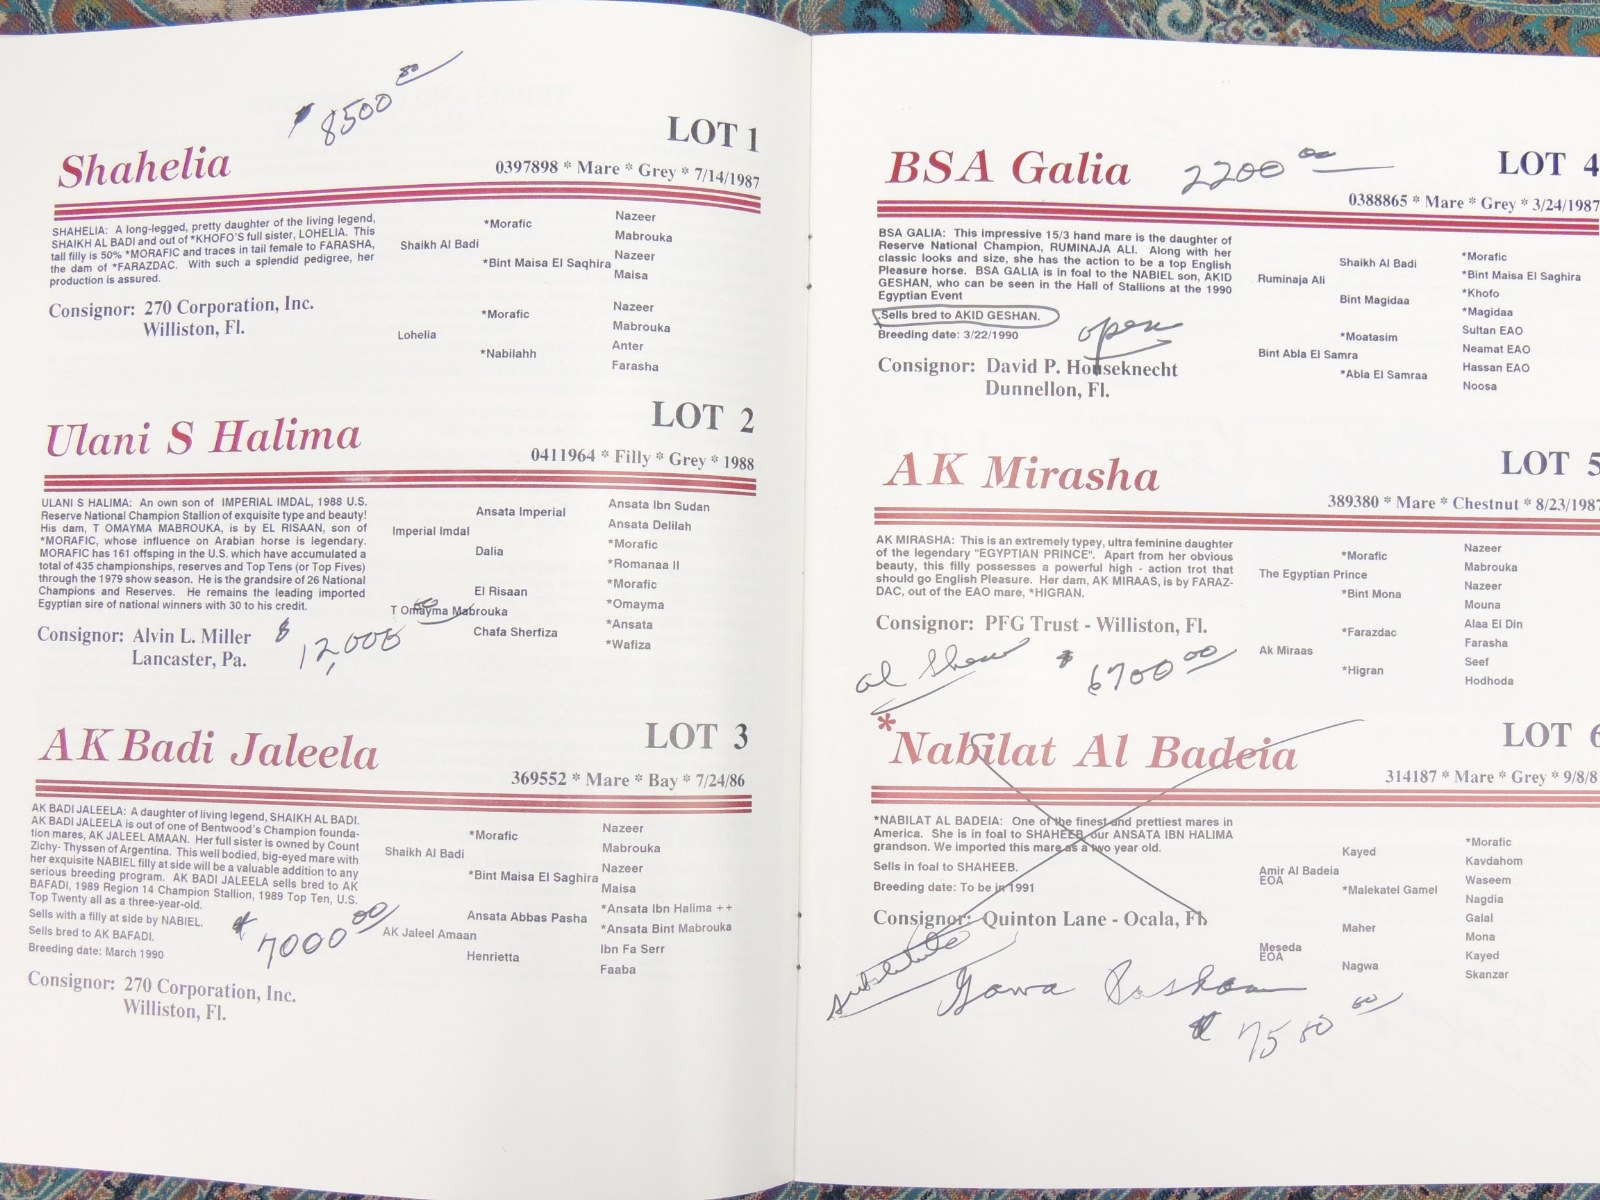 $8500 00
LOT 1
Shahelia
0397898 * Mare * Grey * 7/14/1987
SHAHELIA: A long-legged, pretty daughter of the living legend,
SHAIKH AL BADI and out of *KHOFO'S full sister, LOHELIA. This
tall filly is 50% *MORAFIC and traces in tail female to FARASHA,
the dam of *FARAZDAC. With such a splendid pedigree, her
production is assured.
Consignor: 270 Corporation, Inc.
Williston, Fl.
Shaikh Al Badi
Lohelia
*Morafic
*Bint Maisa El Saqhira
*Morafic
*Nabilahh
Nazeer
Mabrouka
Nazeer
Maisa
Nazeer
Mabrouka
Anter
Farasha
LOT 2
Ulani S Halima
0411964 * Filly * Grey * 1988
ULANI S HALIMA: An own son of IMPERIAL IMDAL, 1988 U.S.
Reserve National Champion Stallion of exquisite type and beauty!
His dam, T OMAYMA MABROUKA, is by EL RISAAN, son of
*MORAFIC, whose influence on Arabian horse is legendary.
MORAFIC has 161 offsping in the U.S. which have accumulated a
total of 435 championships, reserves and Top Tens (or Top Fives)
through the 1979 show season. He is the grandsire of 26 National
Champions and Reserves. He remains the leading imported
Egyptian sire of national winners with 30 to his credit.
Consignor: Alvin L. Miller
Lancaster, Pa.
$12,000 00
Imperial Imdal
T Omayma Mabrouka
Ansata Imperial
Dalia
El Risaan
Chafa Sherfiza
Ansata Ibn Sudan
Ansata Delilah
*Morafic
*Romanaa II
*Morafic
*Omayma
*Ansata
*Wafiza
LOT 3
AK Badi Jaleela
369552 * Mare * Bay * 7/24/86
AK BADI JALEELA: A daughter of living legend, SHAIKH AL BADI.
AK BADI JALEELA is out of one of Bentwood's Champion founda-
tion mares, AK JALEEL AMAAN. Her full sister is owned by Count
Zichy- Thyssen of Argentina. This well bodied, big-eyed mare with
her exquisite NABIEL filly at side will be a valuable addition to any
serious breeding program. AK BADI JALEELA sells bred to AK
BAFADI, 1989 Region 14 Champion Stallion, 1989 Top Ten, U.S.
Top Twenty all as a three-year-old.
Sells with a filly at side by NABIEL.
Sells bred to AK BAFADI.
Breeding date: March 1990
$7000 00
Consignor: 270 Corporation, Inc.
Williston, Fl.
Shaikh Al Badi
AK Jaleel Amaan
*Morafic
*Bint Maisa El Saghira
Ansata Abbas Pasha
Henrietta
Nazeer
Mabrouka
Nazeer
Maisa
*Ansata Ibn Halima ++
*Ansata Bint Mabrouka
Ibn Fa Serr
Faaba
BSA Galia
2200 00
LOT 4
0388865 * Mare * Grey * 3/24/1987
BSA GALIA: This impressive 15/3 hand mare is the daughter of
Reserve National Champion, RUMINAJA ALI. Along with her
classic looks and size, she has the action to be a top English
Pleasure horse. BSA GALIA is in foal to the NABIEL son, AKID
GESHAN, who can be seen in the Hall of Stallions at the 1990
Egyptian Event
Sells bred to AKID GESHAN.
Breeding date: 3/22/1990
open
Consignor: David P. Houseknecht
Dunnellon, Fl.
Ruminaja Ali
Bint Abla El Samra
Shaikh Al Badi
Bint Magidaa
*Moatasim
*Abla El Samraa
*Morafic
*Bint Maisa El Saghira
*Khofo
*Magidaa
Sultan EAO
Neamat EAO
Hassan EAO
Noosa
LOT 5
AK Mirasha
389380 * Mare * Chestnut * 8/23/1987
AK MIRASHA: This is an extremely typey, ultra feminine daughter
of the legendary "EGYPTIAN PRINCE". Apart from her obvious
beauty, this filly possesses a powerful high - action trot that
should go English Pleasure. Her dam, AK MIRAAS, is by FARAZ-
DAC, out of the EAO mare, *HIGRAN.
Consignor: PFG Trust - Williston, Fl.
$6700 00
The Egyptian Prince
Ak Miraas
*Morafic
*Bint Mona
*Farazdac
*Higran
Nazeer
Mabrouka
Nazeer
Mouna
Alaa El Din
Farasha
Seef
Hodhoda
LOT 6
*Nabilat Al Badeia
314187 * Mare * Grey * 9/8/8
*NABILAT AL BADEIA: One of the finest and prettiest mares in
America. She is in foal to SHAHEEB, our ANSATA IBN HALIMA
grandson. We imported this mare as a two year old.
Sells in foal to SHAHEEB.
Breeding date: To be in 1991
Consignor: Quinton Lane - Ocala, Fl.
substitute
$7500 00
Amir Al Badeia
EOA
Meseda
EOA
Kayed
*Malekatel Gamel
Maher
Nagwa
*Morafic
Kavdahom
Waseem
Nagdia
Galal
Mona
Kayed
Skanzar